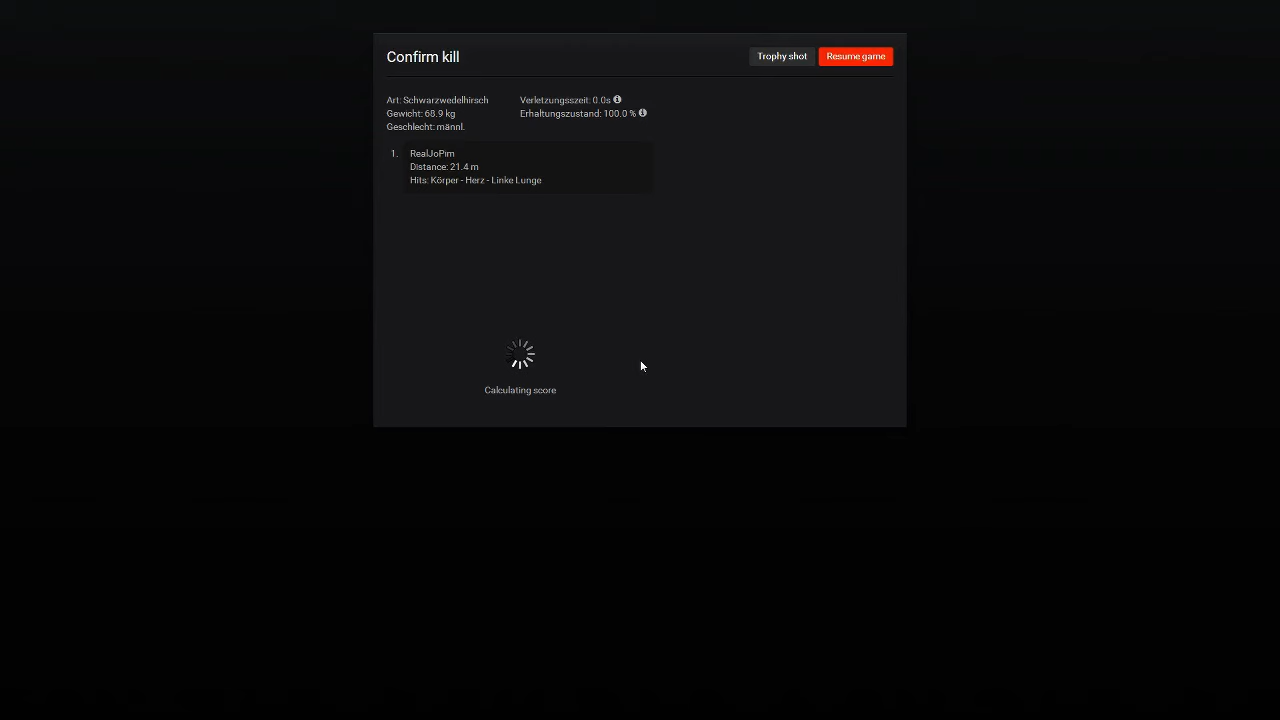 Confirm kill
Trophy shot
Resume game
Art: Schwarzwedelhirsch
Gewicht: 68.9 kg
Geschlecht: männl.
Verletzungsszeit: 0.0s
Erhaltungszustand: 100.0 %
1.
RealJoPim
Distance: 21.4 m
Hits: Körper - Herz - Linke Lunge
Calculating score